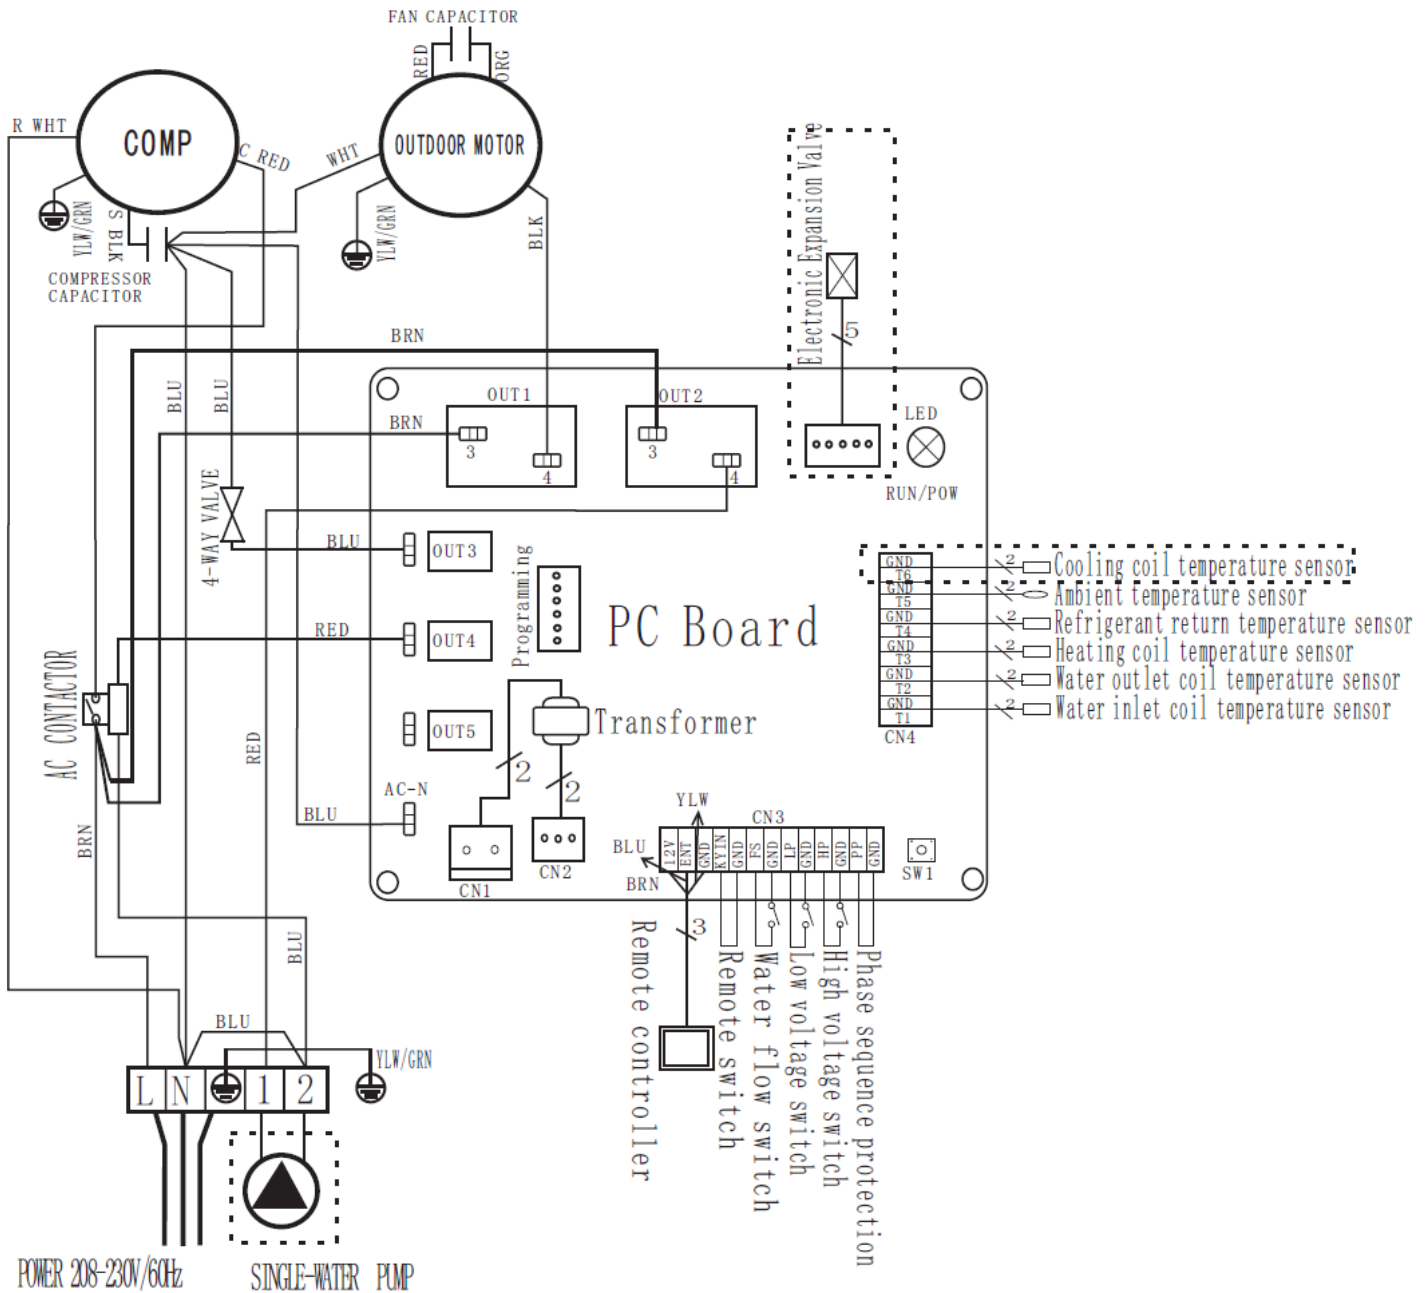 FAN CAPACITOR
RED
ORG
R WHT
COMP
C RED
WHT
OUTDOOR MOTOR
YLW/GRN
S BLK
YLW/GRN
BLK
COMPRESSOR
CAPACITOR
Electronic Expansion Valve
5
BRN
BLU
BLU
OUT1
OUT2
BRN
3
4
3
4
LED
RUN/POW
4-WAY VALVE
BLU
OUT3
Programming
PC Board
RED
OUT4
AC CONTACTOR
RED
OUT5
Transformer
2
2
AC-N
BLU
BRN
CN1
CN2
GND
T6
2
Cooling coil temperature sensor
GND
T5
2
Ambient temperature sensor
GND
T4
2
Refrigerant return temperature sensor
GND
T3
2
Heating coil temperature sensor
GND
T2
2
Water outlet coil temperature sensor
GND
T1
2
Water inlet coil temperature sensor
CN4
YLW
CN3
BLU
BRN
12V
ENT
GND
KYIN
GND
FS
GND
LP
GND
HP
GND
PP
GND
SW1
3
Remote controller
Remote switch
Water flow switch
Low voltage switch
High voltage switch
Phase sequence protection
BLU
BLU
YLW/GRN
L
N
1
2
POWER 208-230V/60Hz
SINGLE-WATER PUMP